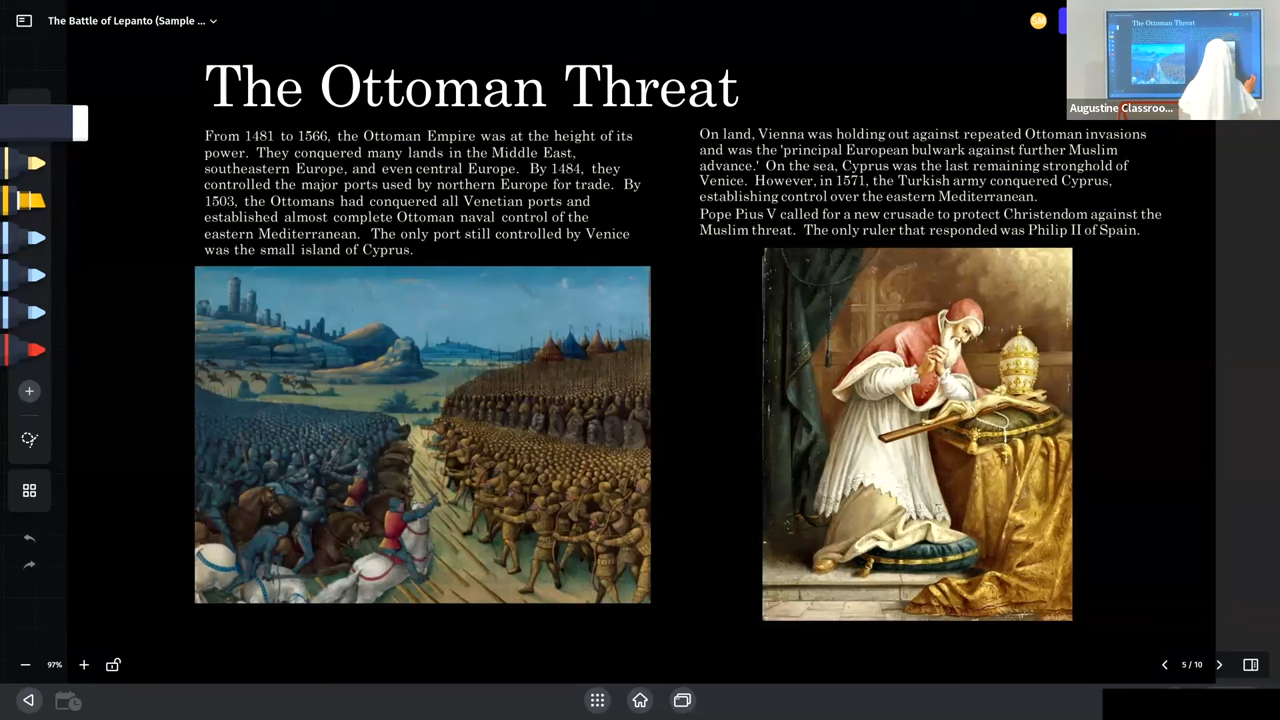 The Battle of Lepanto (Sample ...
SM
The Ottoman Threat
From 1481 to 1566, the Ottoman Empire was at the height of its
power. They conquered many lands in the Middle East,
southeastern Europe, and even central Europe. By 1484, they
controlled the major ports used by northern Europe for trade. By
1503, the Ottomans had conquered all Venetian ports and
established almost complete Ottoman naval control of the
eastern Mediterranean. The only port still controlled by Venice
was the small island of Cyprus.
On land, Vienna was holding out against repeated Ottoman invasions
and was the 'principal European bulwark against further Muslim
advance.' On the sea, Cyprus was the last remaining stronghold of
Venice. However, in 1571, the Turkish army conquered Cyprus,
establishing control over the eastern Mediterranean.
Pope Pius V called for a new crusade to protect Christendom against the
Muslim threat. The only ruler that responded was Philip II of Spain.
The Ottoman Threat
Augustine Classroo...
97%
5 / 10